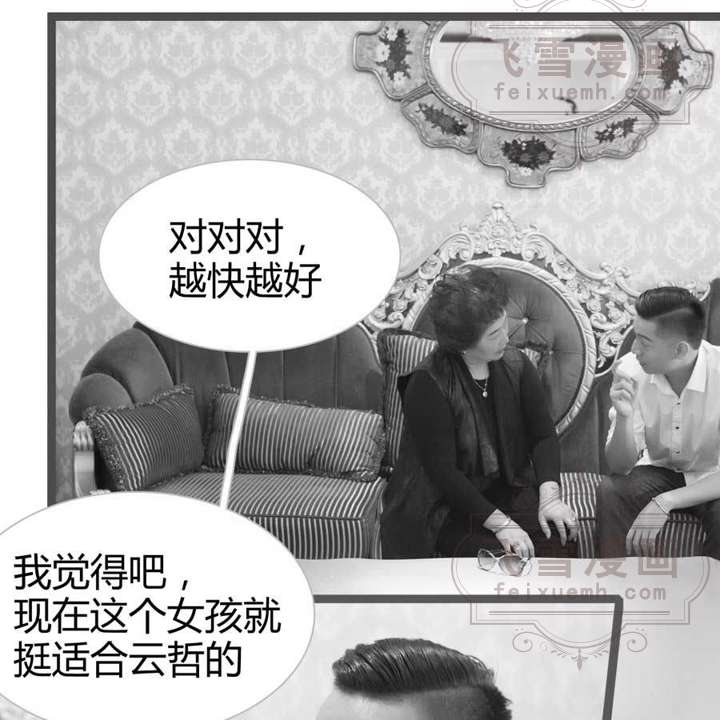 飞雪漫画
feixuemh.com
对对对，
越快越好
飞雪漫画
feixuemh.com
我觉得吧，
现在这个女孩就
挺适合云哲的